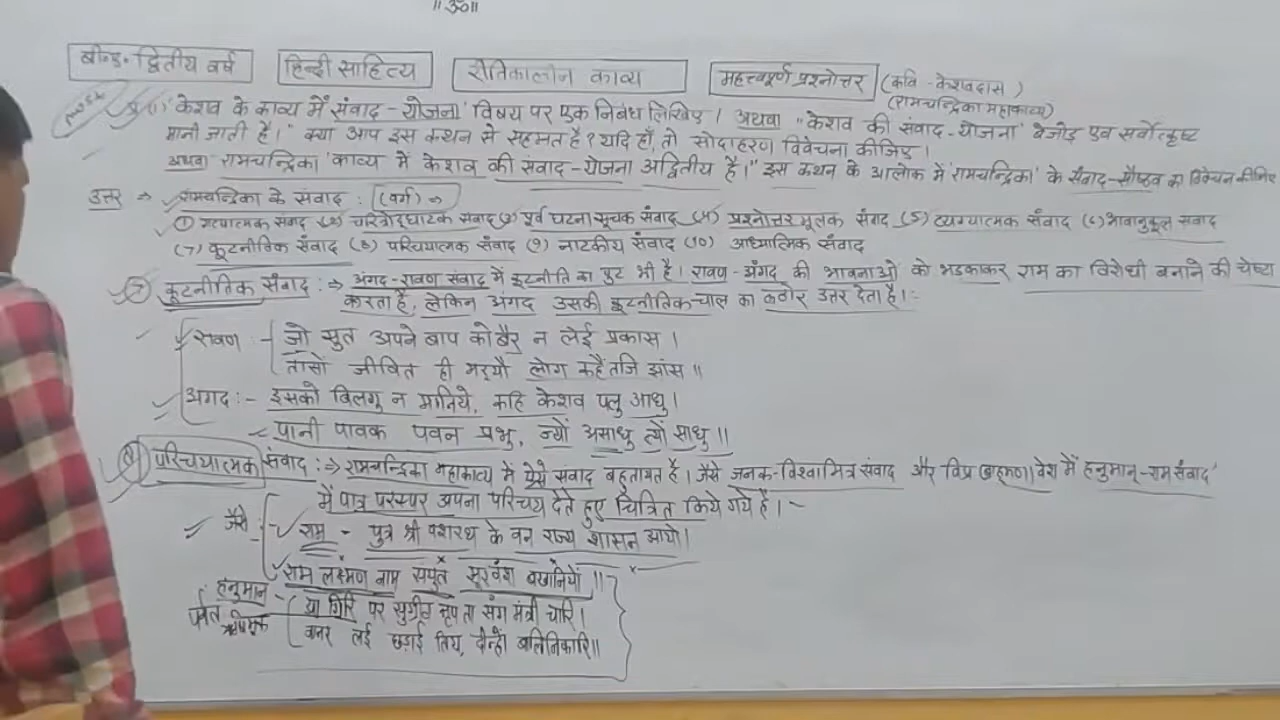 ॥ॐ॥
बी०ए० द्वितीय वर्ष हिन्दी साहित्य रीतिकालीन काव्य महत्त्वपूर्ण प्रश्नोत्तर (कवि - केशवदास)
(रामचन्द्रिका महाकाव्य)
प्र.(1) 'केशव के काव्य में संवाद - योजना' विषय पर एक निबंध लिखिए। अथवा "केशव की संवाद - योजना बेजोड़ एवं सर्वोत्कृष्ट
मानी जाती है।" क्या आप इस कथन से सहमत है? यदि हाँ, तो सोदाहरण विवेचना कीजिए।
अथवा रामचन्द्रिका काव्य में केशव की संवाद - योजना अद्वितीय है।" इस कथन के आलोक में 'रामचन्द्रिका' के संवाद-सौष्ठव का विवेचन कीजिए
उत्तर ⇒ रामचन्द्रिका के संवाद : (वर्ग) ⇒
① गत्यात्मक संवाद (2) चरित्रोद्घाटक संवाद (3) पूर्व घटना सूचक संवाद (4) प्रश्नोत्तर मूलक संवाद (5) व्यंग्यात्मक संवाद (6) भावानुकूल संवाद
(7) कूटनीतिक संवाद (8) परिचयात्मक संवाद (9) नाटकीय संवाद (10) आध्यात्मिक संवाद
⑦ कूटनीतिक संवाद : ⇒ अंगद - रावण संवाद में कूटनीति का पुट भी है। रावण - अंगद की भावनाओं को भड़काकर राम का विरोधी बनाने की चेष्टा
करता है, लेकिन अंगद उसकी कूटनीतिक-चाल का कठोर उत्तर देता है। :-
रावण :- जो सुत अपने बाप को बैर न लेई प्रकास।
तासों जीवित ही मर्‌यौ लोग कहै तजि झांस॥
अंगद :- इसको बिलगु न मानिये, कहि केशव पलु आधु।
पानी पावक पवन प्रभु, ज्यों असाधु त्यों साधु॥
⑧ परिचयात्मक संवाद : ⇒ रामचन्द्रिका महाकाव्य में ऐसे संवाद बहुतायत है। जैसे जनक-विश्वामित्र संवाद और विप्र (ब्राह्मण) वेश में हनुमान् - राम संवाद'
में पात्र परस्पर अपना परिचय देते हुए चित्रित किये गये है। -
जैसे :- राम - पुत्र श्री दशरथ के वन राज्य शासन आयो।
राम लक्ष्मण नाम संपुत सूरवंश बखानियों॥
हनुमान - या गिरि पर सुग्रीव नृप ता संग मंत्री चारि।
पर्वत बानर लई छड़ाई तिय, दीन्हों बालि निकारि॥